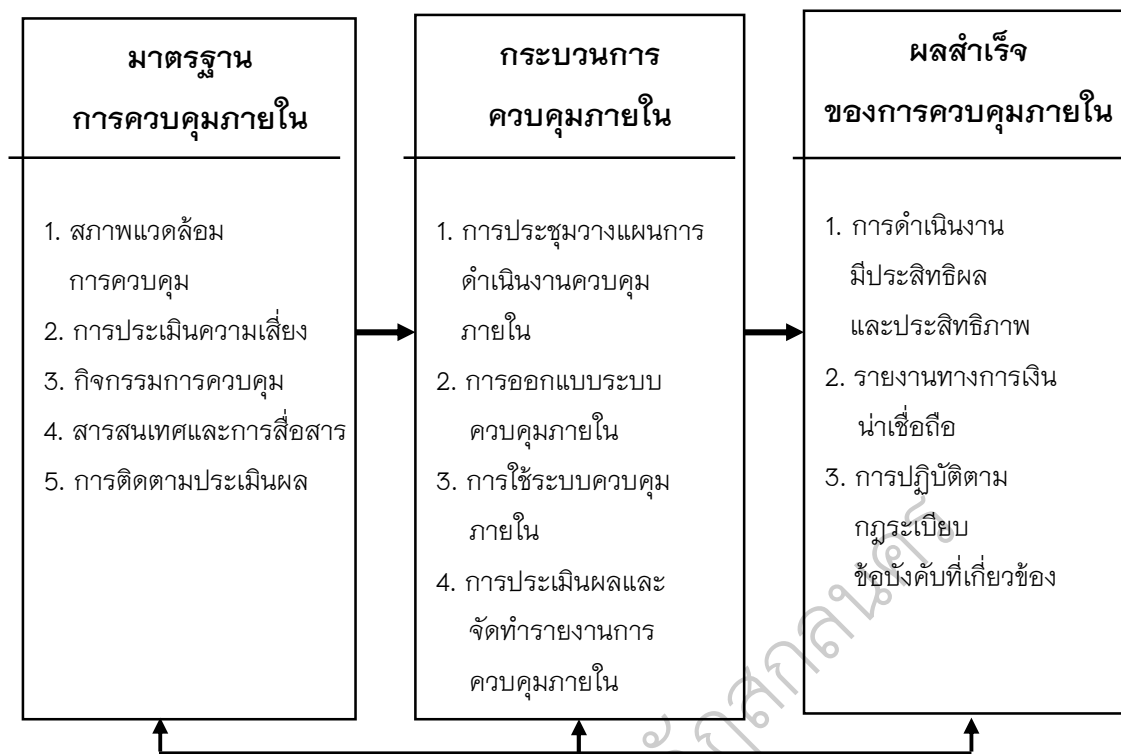 มาตรฐาน
การควบคุมภายใน
1. สภาพแวดล้อม
การควบคุม
2. การประเมินความเสี่ยง
3. กิจกรรมการควบคุม
4. สารสนเทศและการสื่อสาร
5. การติดตามประเมินผล
กระบวนการ
ควบคุมภายใน
1. การประชุมวางแผนการ
ดำเนินงานควบคุม
ภายใน
2. การออกแบบระบบ
ควบคุมภายใน
3. การใช้ระบบควบคุม
ภายใน
4. การประเมินผลและ
จัดทำรายงานการ
ควบคุมภายใน
ผลสำเร็จ
ของการควบคุมภายใน
1. การดำเนินงาน
มีประสิทธิผล
และประสิทธิภาพ
2. รายงานทางการเงิน
น่าเชื่อถือ
3. การปฏิบัติตาม
กฎระเบียบ
ข้อบังคับที่เกี่ยวข้อง